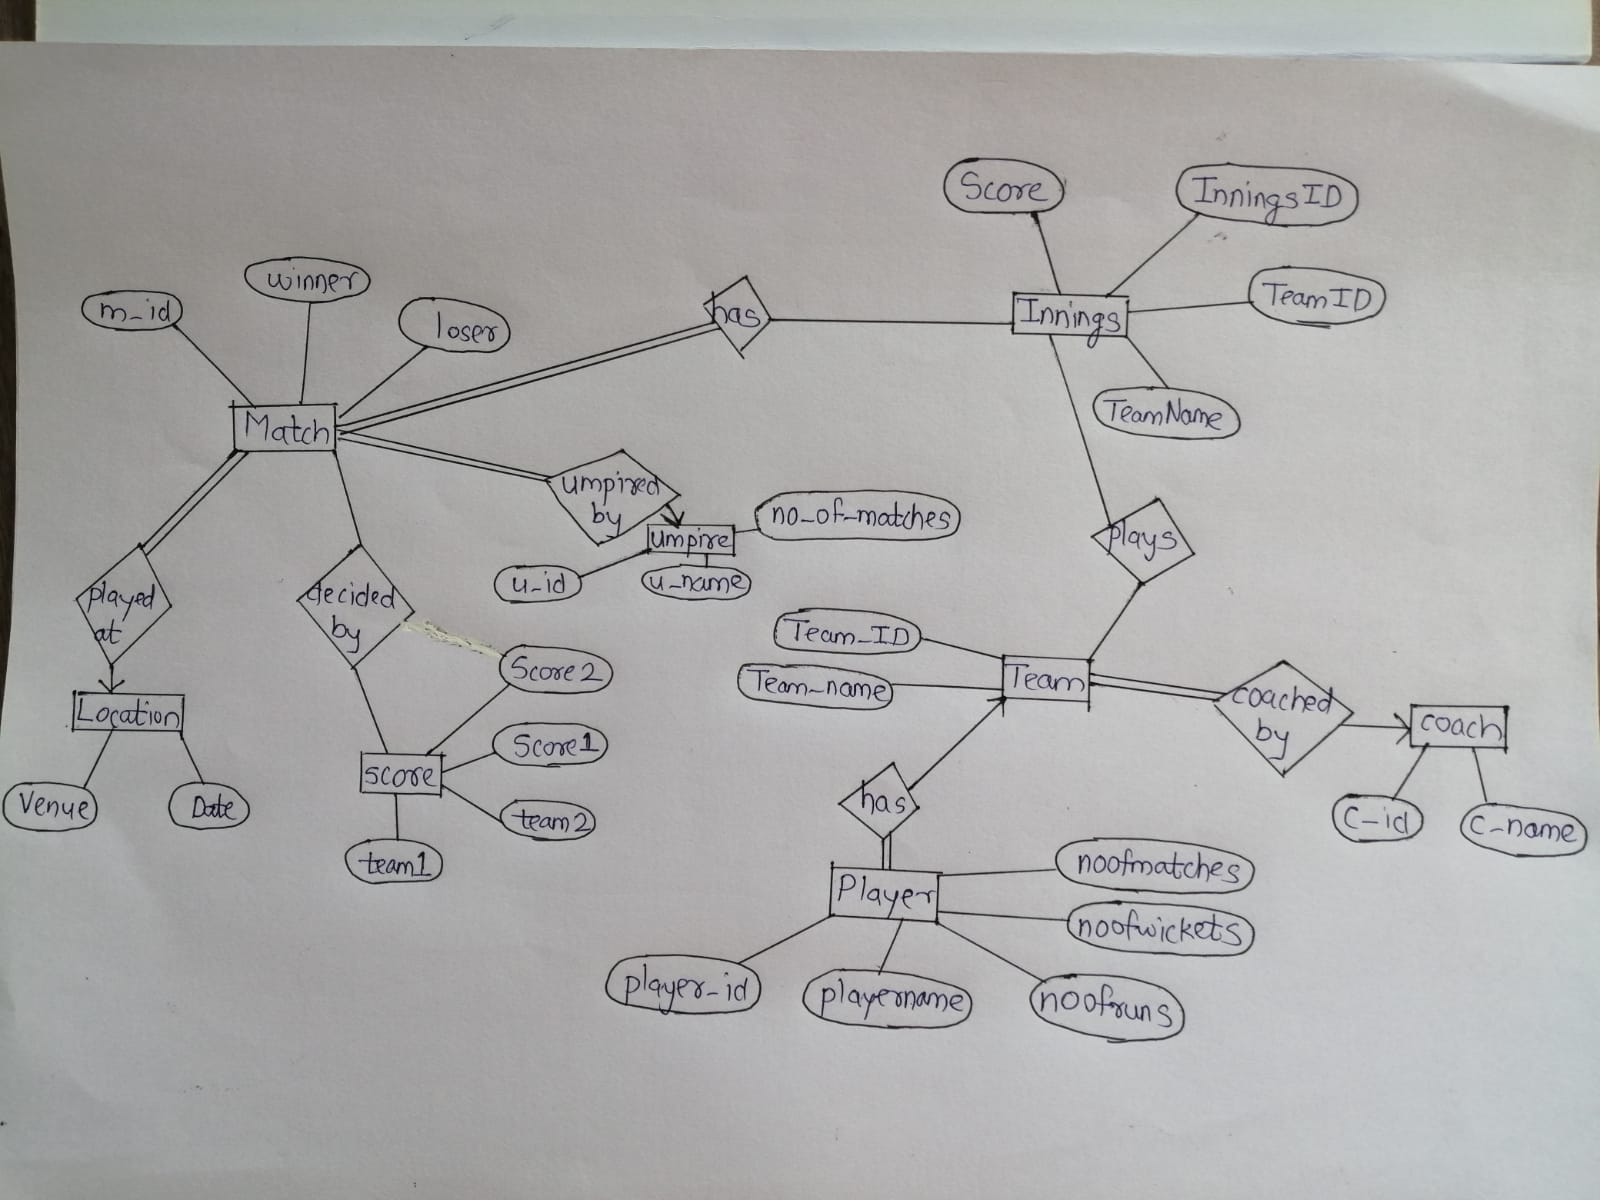 Score
InningsID
winner
m_id
loser
TeamID
has
Innings
TeamName
Match
umpired
by
no_of_matches
umpire
u_id
u_name
plays
played
at
decided
by
Team_ID
Score2
Team_name
Team
coached
by
coach
Location
Score1
score
Venue
Date
team2
has
C-id
C-name
team1
noofmatches
Player
noofwickets
player-id
playername
noofruns